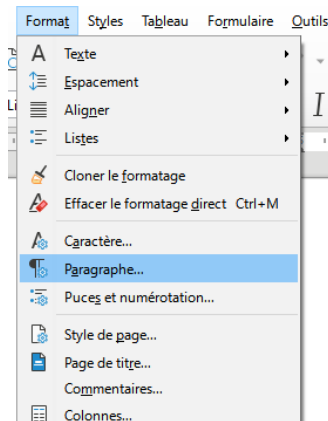 Format Styles Tableau Formulaire Outils
Texte
Espacement
Aligner
Listes
Cloner le formatage
Effacer le formatage direct Ctrl+M
Caractère...
Paragraphe...
Puces et numérotation...
Style de page...
Page de titre...
Commentaires...
Colonnes...